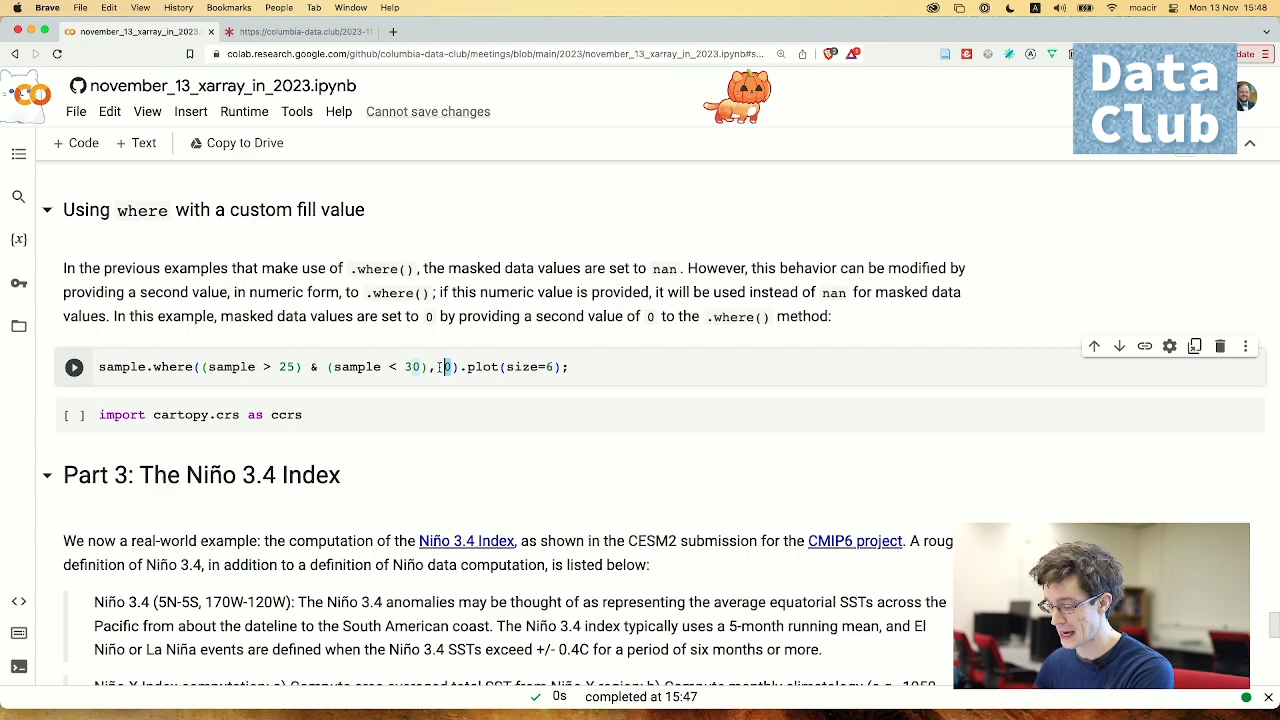 Brave File Edit View History Bookmarks People Tab Window Help moacir Mon 13 Nov 15:48
november_13_xarray_in_2023. https://columbia-data-club/2023-11
colab.research.google.com/github/columbia-data-club/meetings/blob/main/2023/november_13_xarray_in_2023.ipynb#s...
Data
Club
november_13_xarray_in_2023.ipynb
File Edit View Insert Runtime Tools Help Cannot save changes
+ Code + Text Copy to Drive
Using where with a custom fill value
In the previous examples that make use of .where(), the masked data values are set to nan. However, this behavior can be modified by
providing a second value, in numeric form, to .where(); if this numeric value is provided, it will be used instead of nan for masked data
values. In this example, masked data values are set to 0 by providing a second value of 0 to the .where() method:
sample.where((sample > 25) & (sample < 30), 0).plot(size=6);
[ ] import cartopy.crs as ccrs
Part 3: The Niño 3.4 Index
We now a real-world example: the computation of the Niño 3.4 Index, as shown in the CESM2 submission for the CMIP6 project. A roug
definition of Niño 3.4, in addition to a definition of Niño data computation, is listed below:
Niño 3.4 (5N-5S, 170W-120W): The Niño 3.4 anomalies may be thought of as representing the average equatorial SSTs across the
Pacific from about the dateline to the South American coast. The Niño 3.4 index typically uses a 5-month running mean, and El
Niño or La Niña events are defined when the Niño 3.4 SSTs exceed +/- 0.4C for a period of six months or more.
0s completed at 15:47